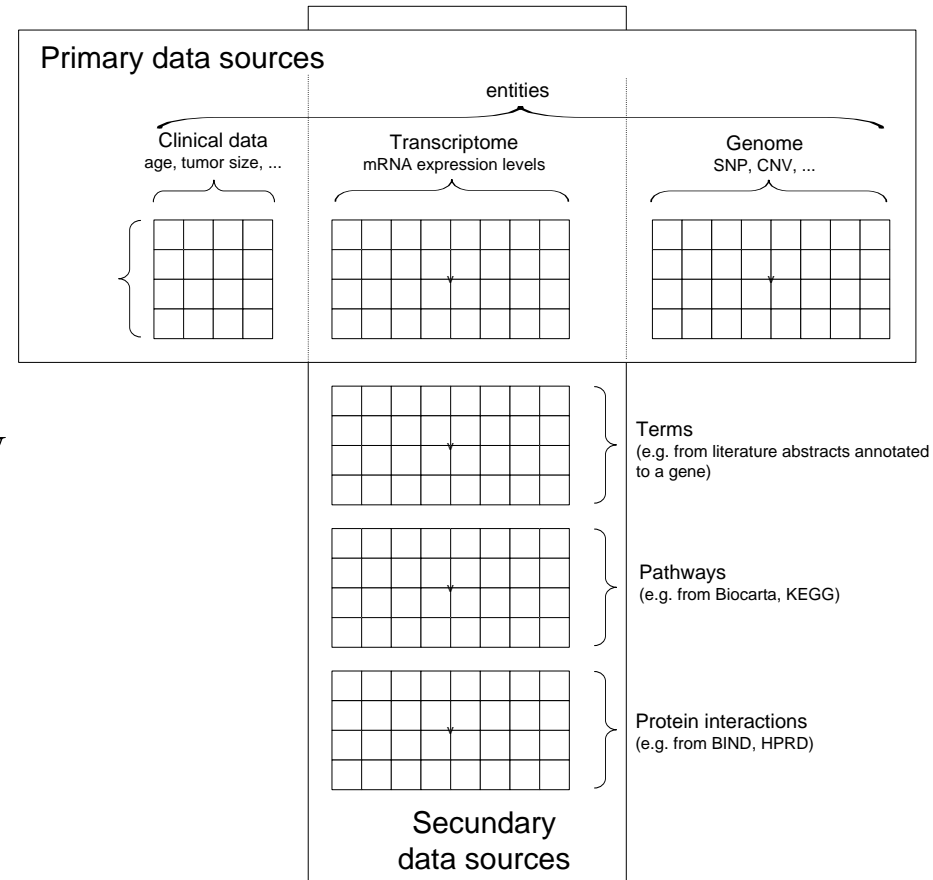 Primary data sources
entities
Clinical data
age, tumor size, ...
Transcriptome
mRNA expression levels
Genome
SNP, CNV, ...
v
v
y
v
Terms
(e.g. from literature abstracts annotated
to a gene)
v
Pathways
(e.g. from Biocarta, KEGG)
v
Protein interactions
(e.g. from BIND, HPRD)
Secundary
data sources